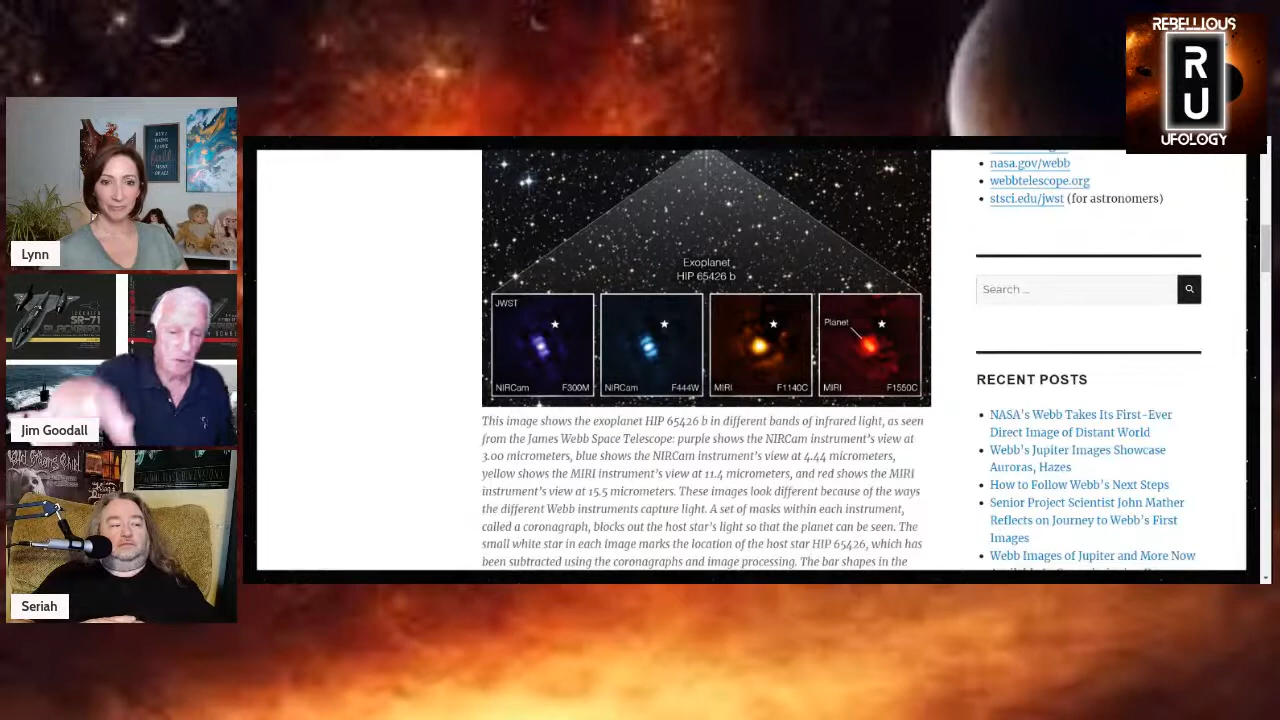 REBELLIOUS
R
U
UFOLOGY
Lynn
LOCKHEED
SR-71
BLACKBIRD
Jim Goodall
Seriah
Exoplanet
HIP 65426 b
JWST
Planet
NIRCam F300M
NIRCam F444W
MIRI F1140C
MIRI F1550C
This image shows the exoplanet HIP 65426 b in different bands of infrared light, as seen
from the James Webb Space Telescope: purple shows the NIRCam instrument's view at
3.00 micrometers, blue shows the NIRCam instrument's view at 4.44 micrometers,
yellow shows the MIRI instrument's view at 11.4 micrometers, and red shows the MIRI
instrument's view at 15.5 micrometers. These images look different because of the ways
the different Webb instruments capture light. A set of masks within each instrument,
called a coronagraph, blocks out the host star's light so that the planet can be seen. The
small white star in each image marks the location of the host star HIP 65426, which has
been subtracted using the coronagraphs and image processing. The bar shapes in the
nasa.gov/webb
webbtelescope.org
stsci.edu/jwst (for astronomers)
Search ...
RECENT POSTS
NASA's Webb Takes Its First-Ever
Direct Image of Distant World
Webb's Jupiter Images Showcase
Auroras, Hazes
How to Follow Webb's Next Steps
Senior Project Scientist John Mather
Reflects on Journey to Webb's First
Images
Webb Images of Jupiter and More Now